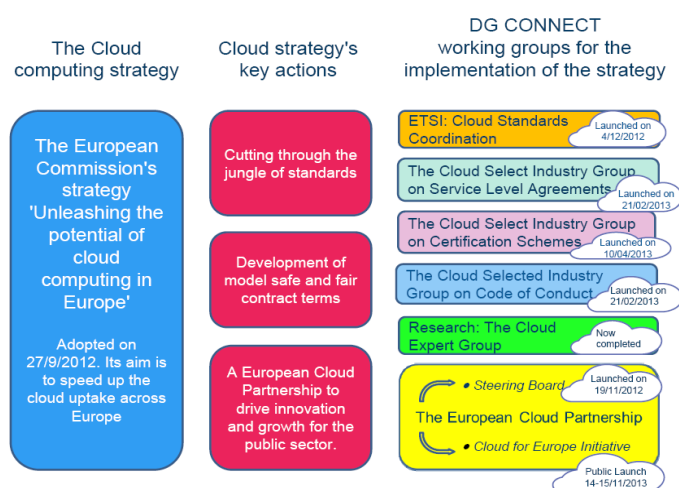 The Cloud
computing strategy
Cloud strategy's
key actions
DG CONNECT
working groups for the
implementation of the strategy
The European
Commission's
strategy
'Unleashing the
potential of
cloud
computing in
Europe'
Adopted on
27/9/2012. Its aim is
to speed up the
cloud uptake across
Europe
Cutting through the
jungle of standards
Development of
model safe and fair
contract terms
A European Cloud
Partnership to
drive innovation
and growth for the
public sector.
ETSI: Cloud Standards
Coordination
Launched on
4/12/2012
The Cloud Select Industry Group
on Service Level Agreements
Launched on
21/02/2013
The Cloud Select Industry Group
on Certification Schemes
Launched on
10/04/2013
The Cloud Selected Industry
Group on Code of Conduct
Launched on
21/02/2013
Research: The Cloud
Expert Group
Now
completed
• Steering Board
Launched on
19/11/2012
The European Cloud Partnership
• Cloud for Europe Initiative
Public Launch
14-15/11/2013